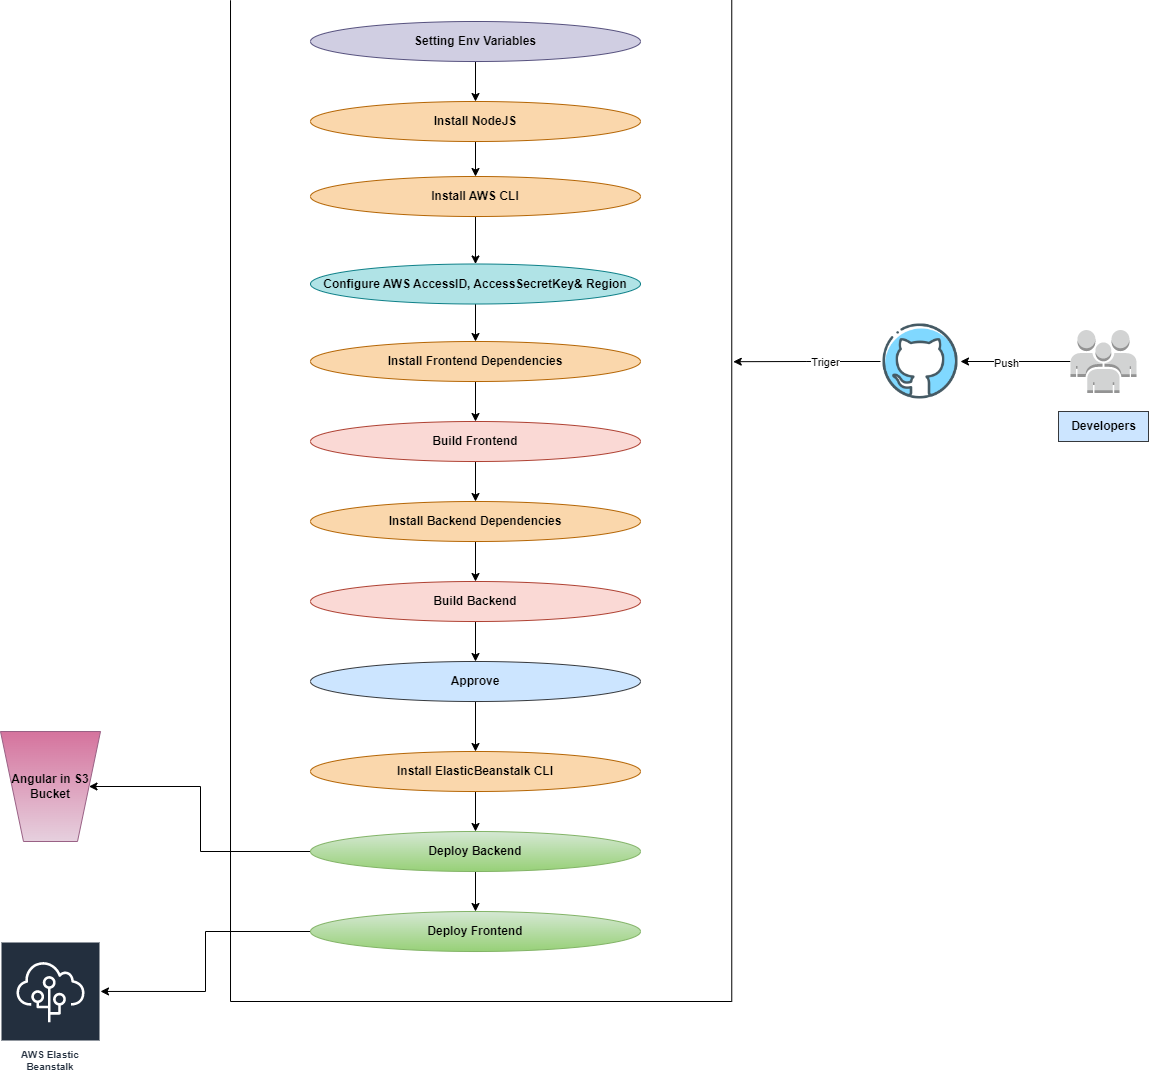 Setting Env Variables
Install NodeJS
Install AWS CLI
Configure AWS AccessID, AccessSecretKey& Region
Install Frontend Dependencies
Triger
Push
Developers
Build Frontend
Install Backend Dependencies
Build Backend
Approve
Install ElasticBeanstalk CLI
Angular in S3
Bucket
Deploy Backend
Deploy Frontend
AWS Elastic
Beanstalk